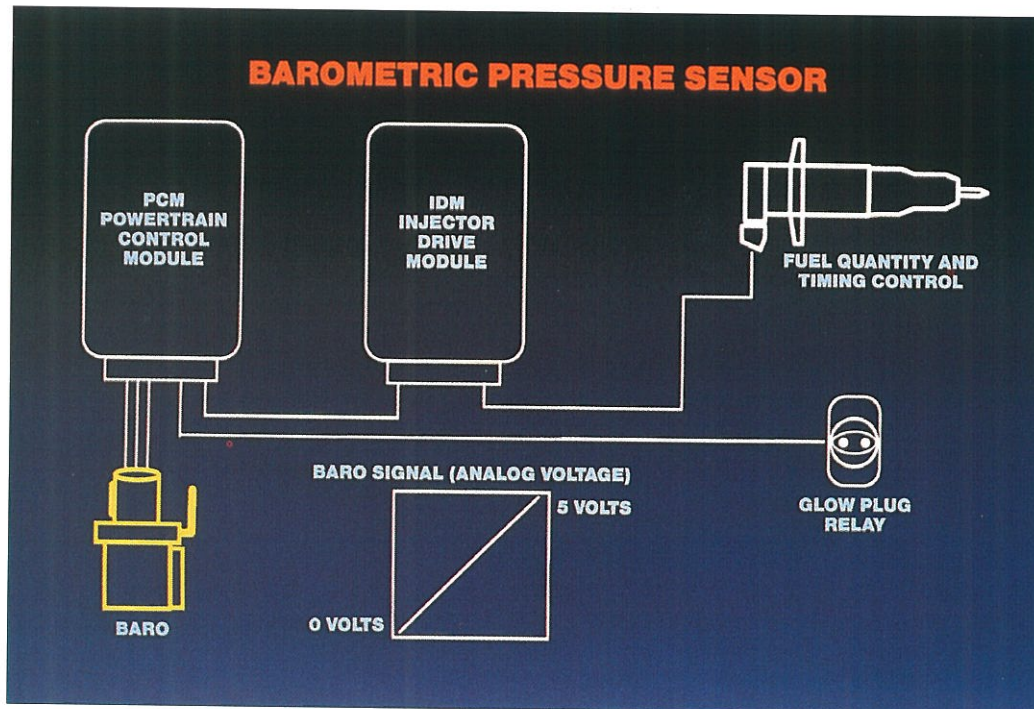 BAROMETRIC PRESSURE SENSOR
PCM
POWERTRAIN
CONTROL
MODULE
IDM
INJECTOR
DRIVE
MODULE
FUEL QUANTITY AND
TIMING CONTROL
BARO SIGNAL (ANALOG VOLTAGE)
5 VOLTS
GLOW PLUG
RELAY
0 VOLTS
BARO